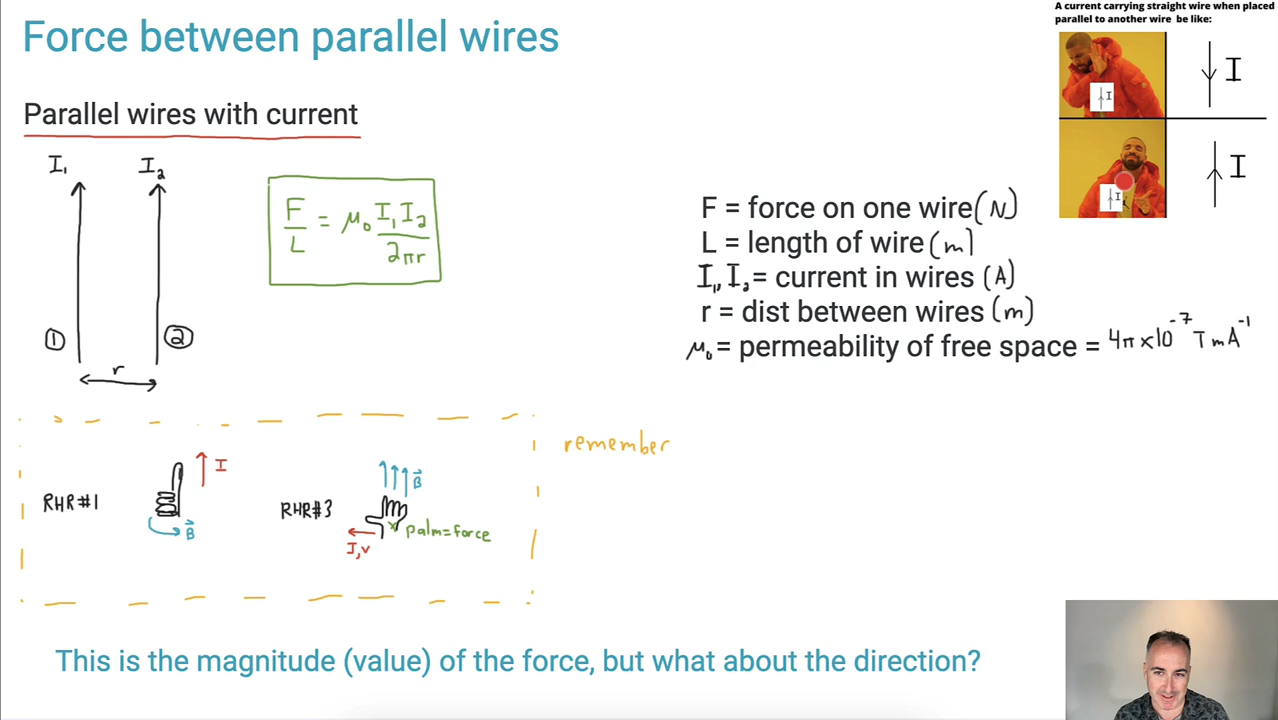 Force between parallel wires
A current carrying straight wire when placed
parallel to another wire be like:
I
I
I
I
Parallel wires with current
I₁ I₂
F/L = μ₀ I₁I₂/2πr
① ②
r
F = force on one wire (N)
L = length of wire (m)
I₁, I₂ = current in wires (A)
r = dist between wires (m)
μ₀ = permeability of free space = 4π×10⁻⁷ TmA⁻¹
remember
RHR#1
I
B⃗
RHR#3
B⃗
palm=force
I,v
This is the magnitude (value) of the force, but what about the direction?